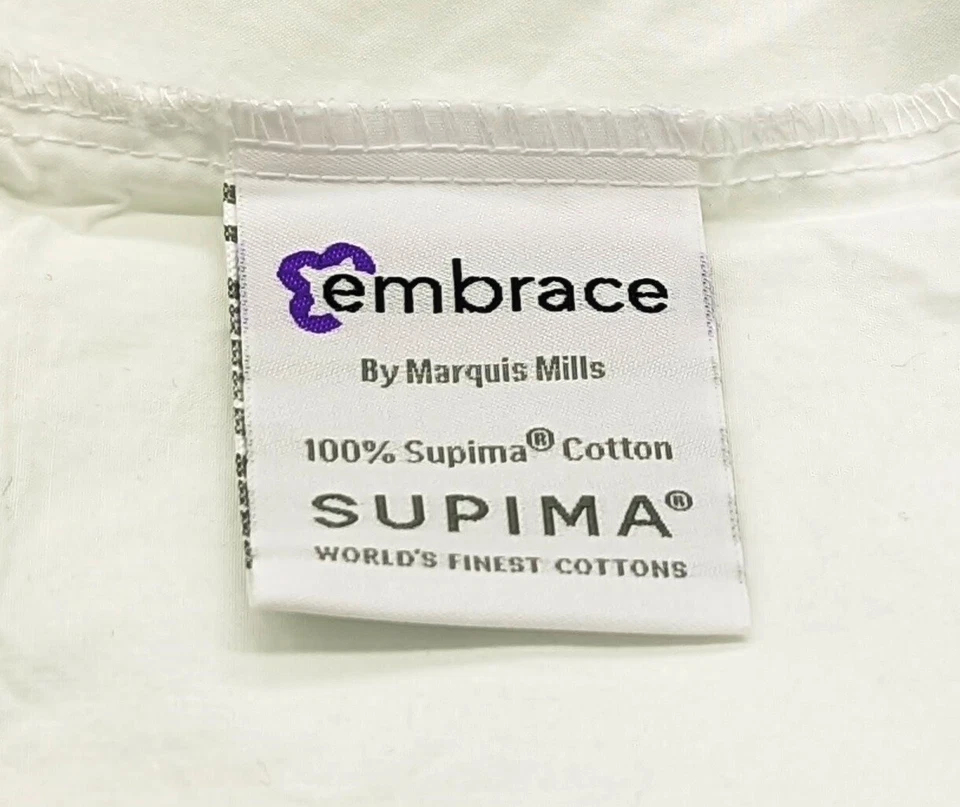 embrace
By Marquis Mills
100% Supima® Cotton
SUPIMA®
WORLD'S FINEST COTTONS